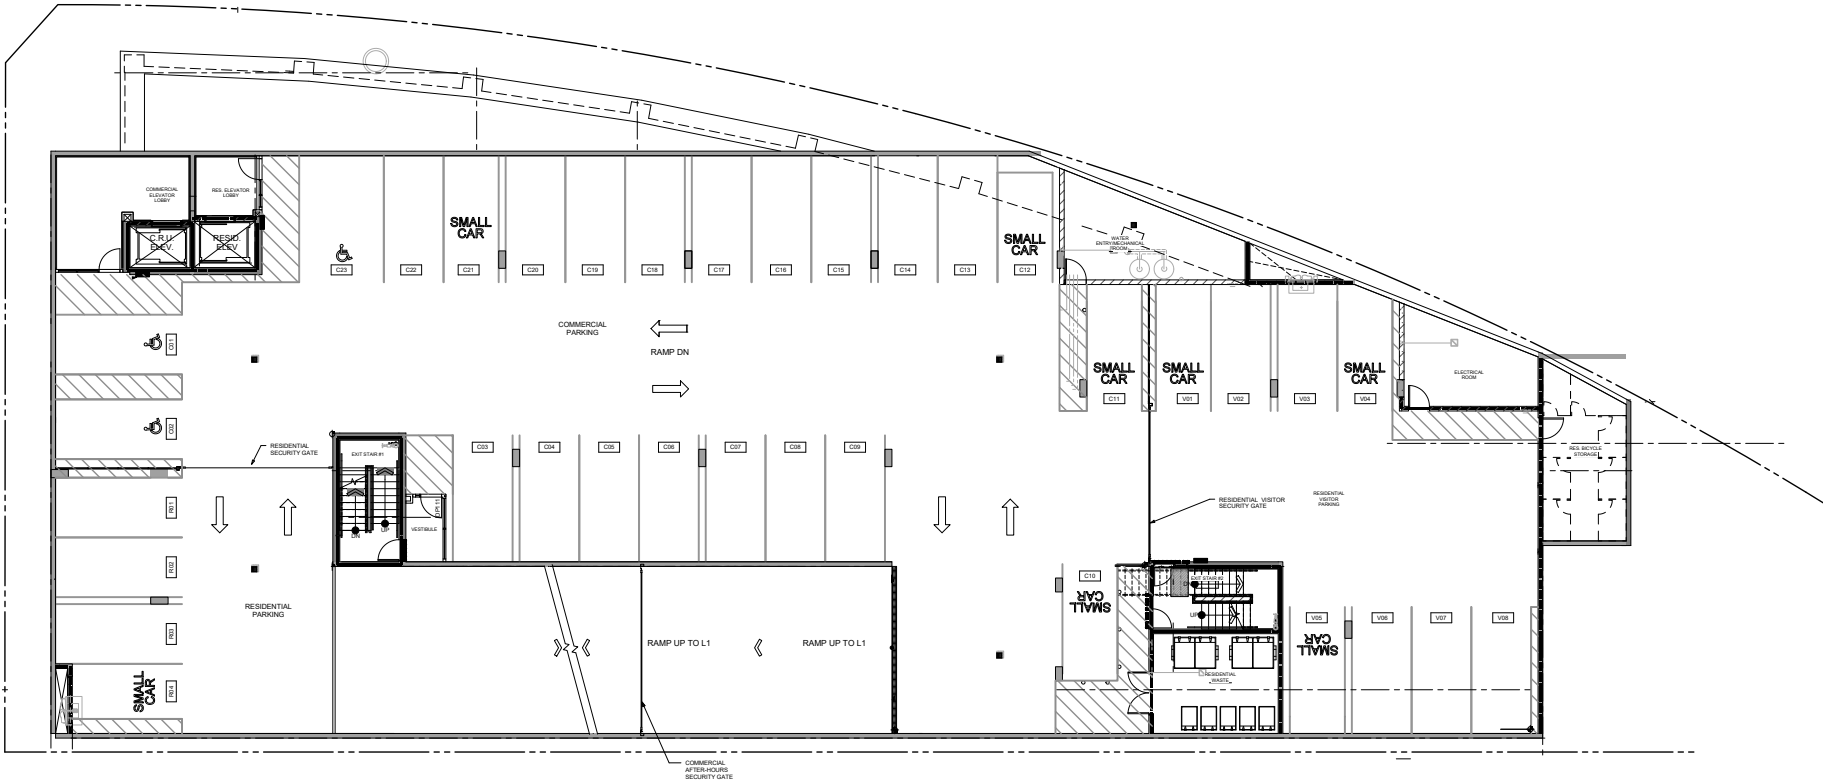 COMMERCIAL
ELEVATOR
LOBBY
RES. ELEVATOR
LOBBY
C.R.U.
ELEV.
RESID.
ELEV
SMALL
CAR
SMALL
CAR
WATER
ENTRY/MECHANICAL
ROOM
C23
C22
C21
C20
C19
C18
C17
C16
C15
C14
C13
C12
COMMERCIAL
PARKING
RAMP DN
C01
C02
SMALL
CAR
C11
SMALL
CAR
V01
V02
V03
SMALL
CAR
V04
ELECTRICAL
ROOM
RESIDENTIAL
SECURITY GATE
EXIT STAIR #1
DN
UP
VESTIBULE
C03
C04
C05
C06
C07
C08
C09
RES. BICYCLE
STORAGE
RESIDENTIAL VISITOR
SECURITY GATE
RESIDENTIAL
VISITOR
PARKING
R01
R02
R03
R04
SMALL
CAR
RESIDENTIAL
PARKING
RAMP UP TO L1
RAMP UP TO L1
C10
SMALL
CAR
EXIT STAIR #2
UP
RESIDENTIAL
WASTE
V05
V06
V07
V08
SMALL
CAR
COMMERCIAL
AFTER-HOURS
SECURITY GATE